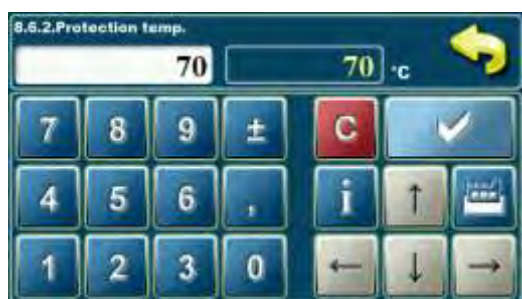 8.6.2.Protection temp.
70 70 °C
7 8 9 ± C
4 5 6 , i ↑
1 2 3 0 ← ↓ →